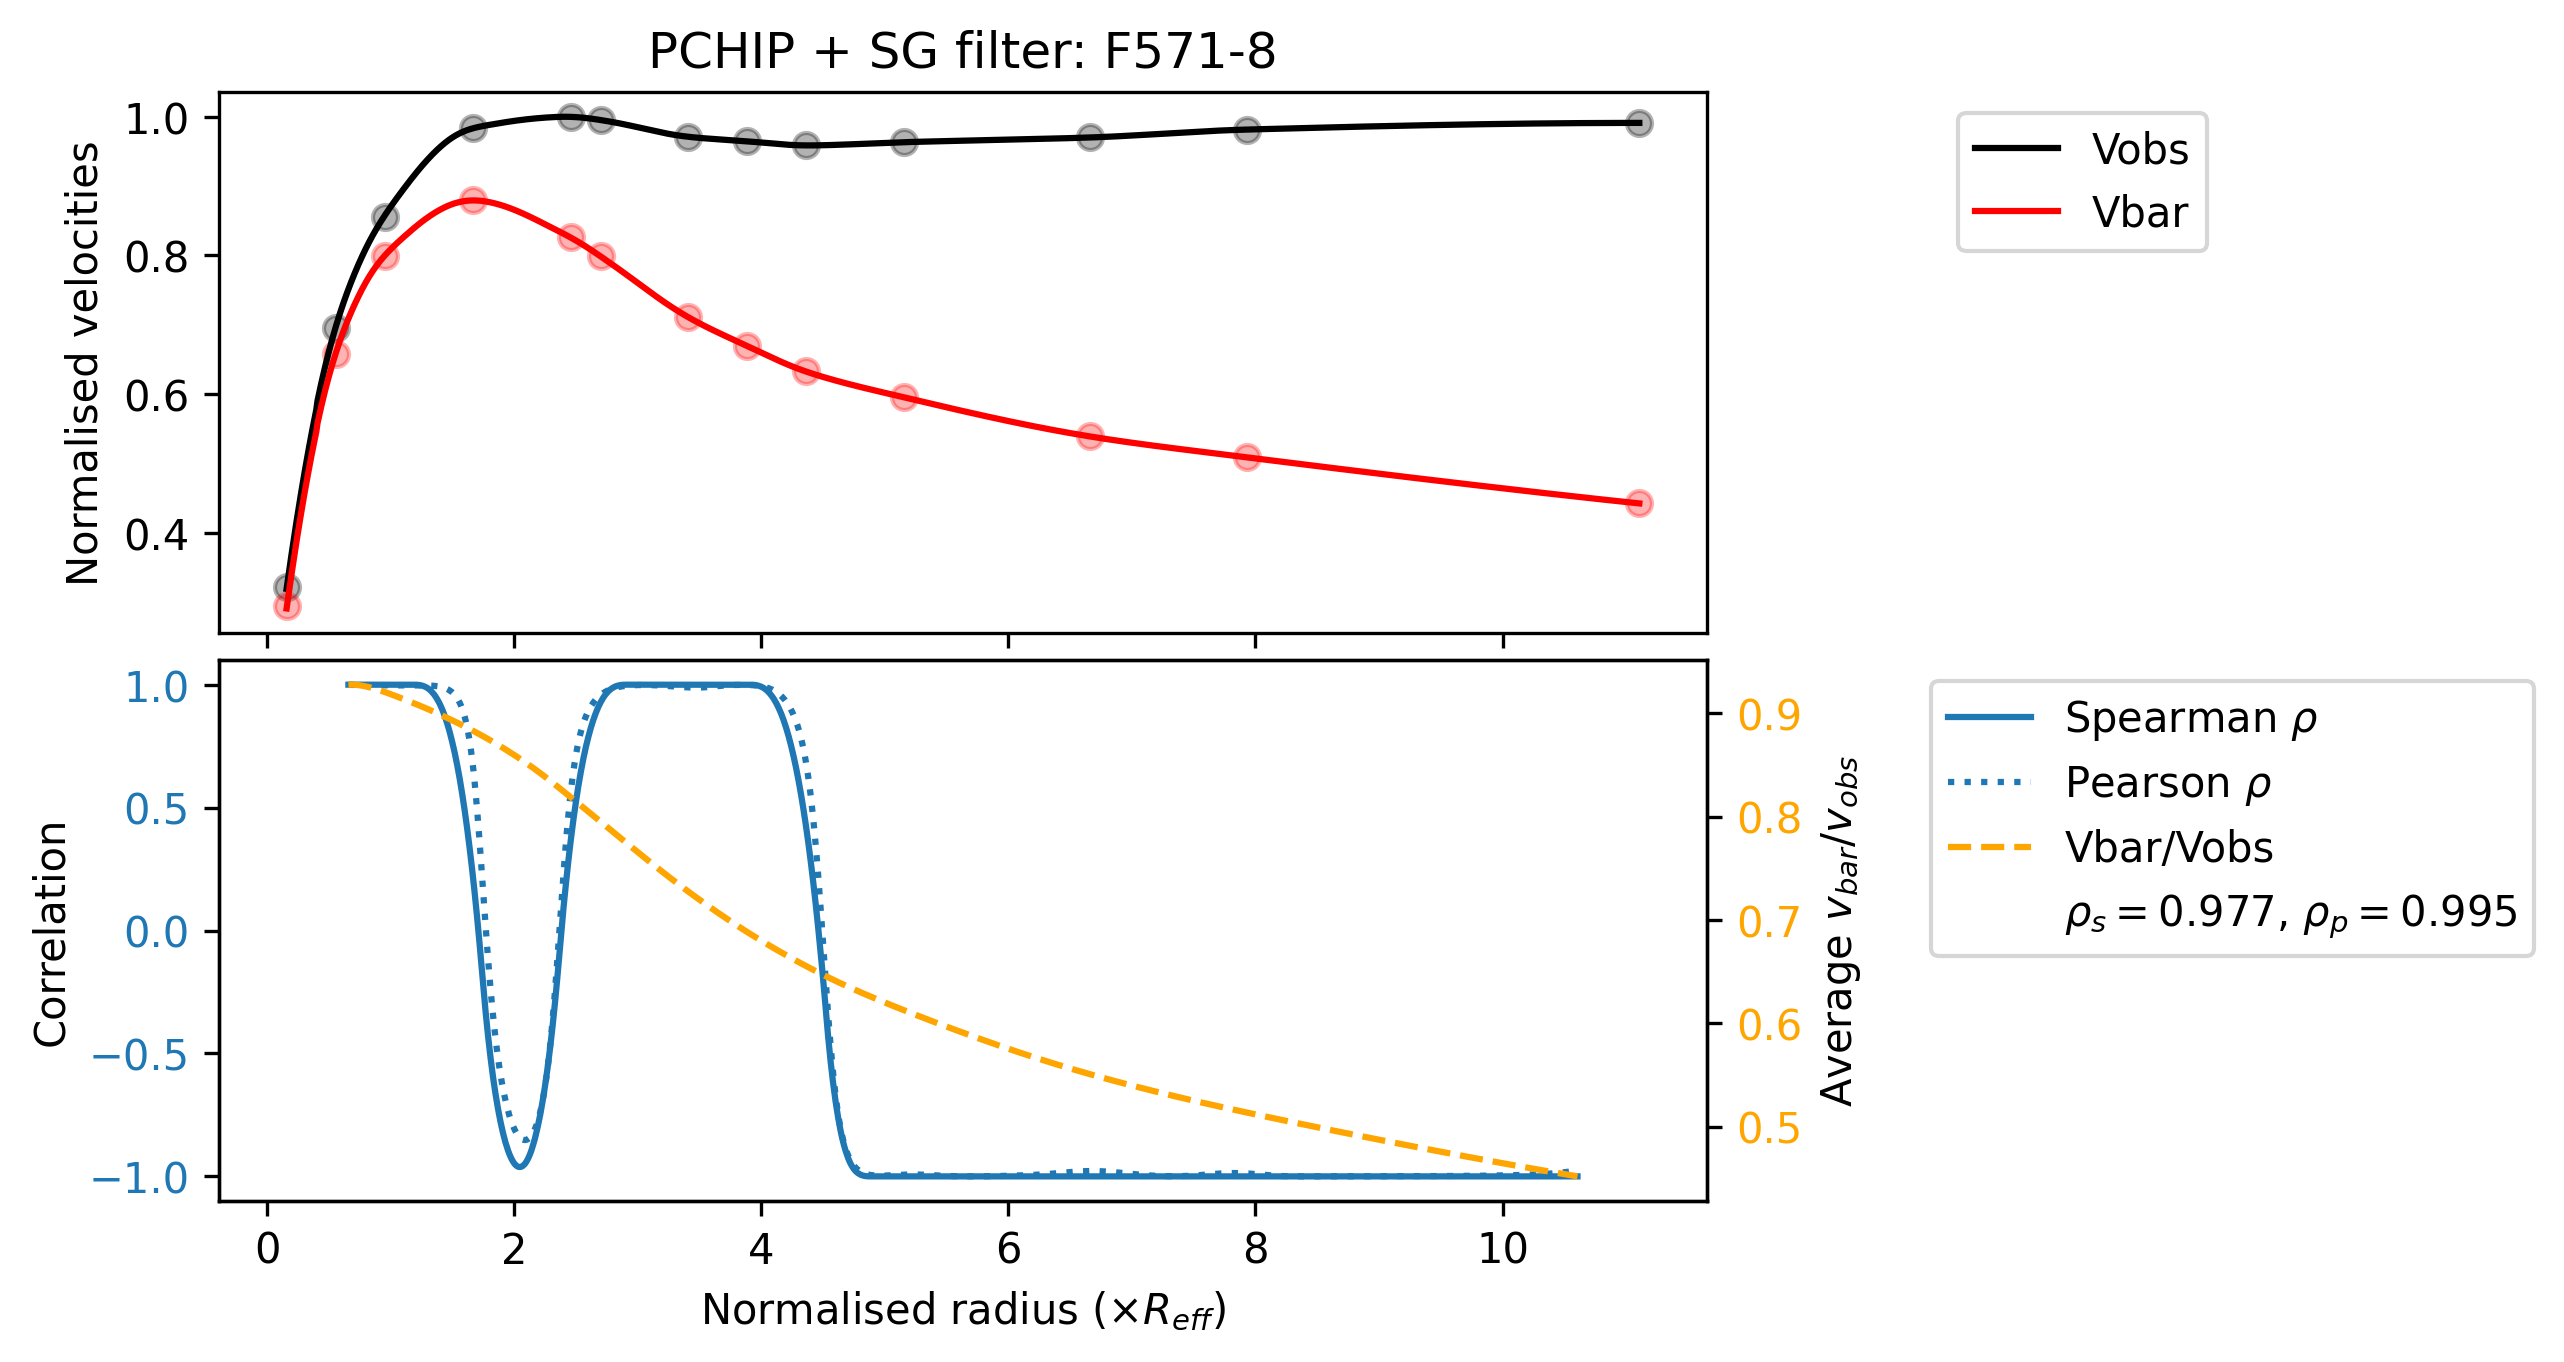 PCHIP + SG filter: F571-8
Normalised velocities
1.0
0.8
0.6
0.4
Vobs
Vbar
Correlation
1.0
0.5
0.0
−0.5
−1.0
0.9
0.8
0.7
0.6
0.5
Average v_bar/v_obs
Spearman ρ
Pearson ρ
Vbar/Vobs
ρ_s = 0.977, ρ_p = 0.995
0 2 4 6 8 10
Normalised radius (×R_eff)